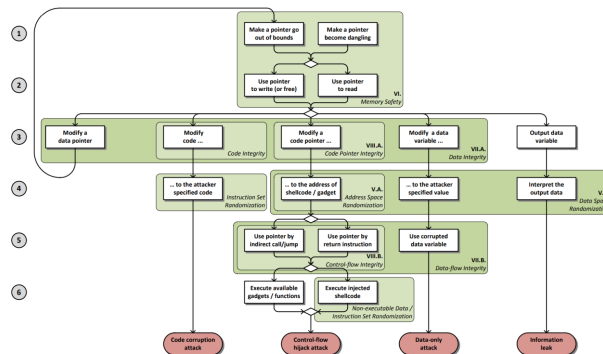 1
Make a pointer go
out of bounds
Make a pointer
become dangling
2
Use pointer
to write (or free)
Use pointer
to read
VI.
Memory Safety
3
Modify a
data pointer
Modify
code ...
Code Integrity
Modify a
code pointer ...
VIII.A.
Code Pointer Integrity
Modify a data
variable ...
VII.A.
Data Integrity
Output data
variable
4
... to the attacker
specified code
Instruction Set
Randomization
... to the address of
shellcode / gadget
V.A.
Address Space
Randomization
... to the attacker
specified value
Interpret the
output data
V.
Data Space
Randomization
5
Use pointer by
indirect call/jump
Use pointer by
return instruction
VIII.B.
Control-flow Integrity
Use corrupted
data variable
VII.B.
Data-flow Integrity
6
Execute available
gadgets / functions
Execute injected
shellcode
Non-executable Data /
Instruction Set Randomization
Code corruption
attack
Control-flow
hijack attack
Data-only
attack
Information
leak